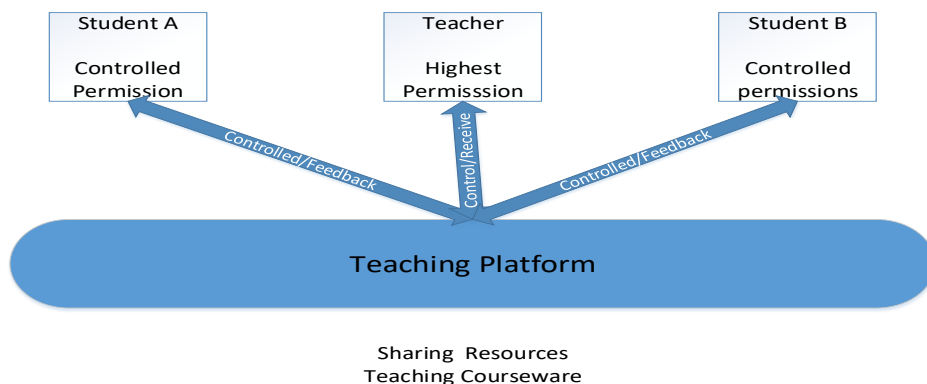 Student A
Controlled
Permission
Teacher
Highest
Permisssion
Student B
Controlled
permissions
Controlled/Feedback
Control/Receive
Controlled/Feedback
Teaching Platform
Sharing Resources
Teaching Courseware